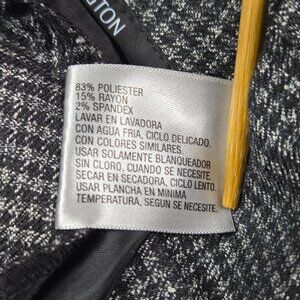 NGTON
83% POLIESTER
15% RAYON
2% SPANDEX
LAVAR EN LAVADORA
CON AGUA FRIA, CICLO DELICADO.
CON COLORES SIMILARES
USAR SOLAMENTE BLANQUEADOR
SIN CLORO, CUANDO SE NECESITE.
SECAR EN SECADORA, CICLO LENTO.
USAR PLANCHA EN MINIMA
TEMPERATURA, SEGUN SE NECESITE.